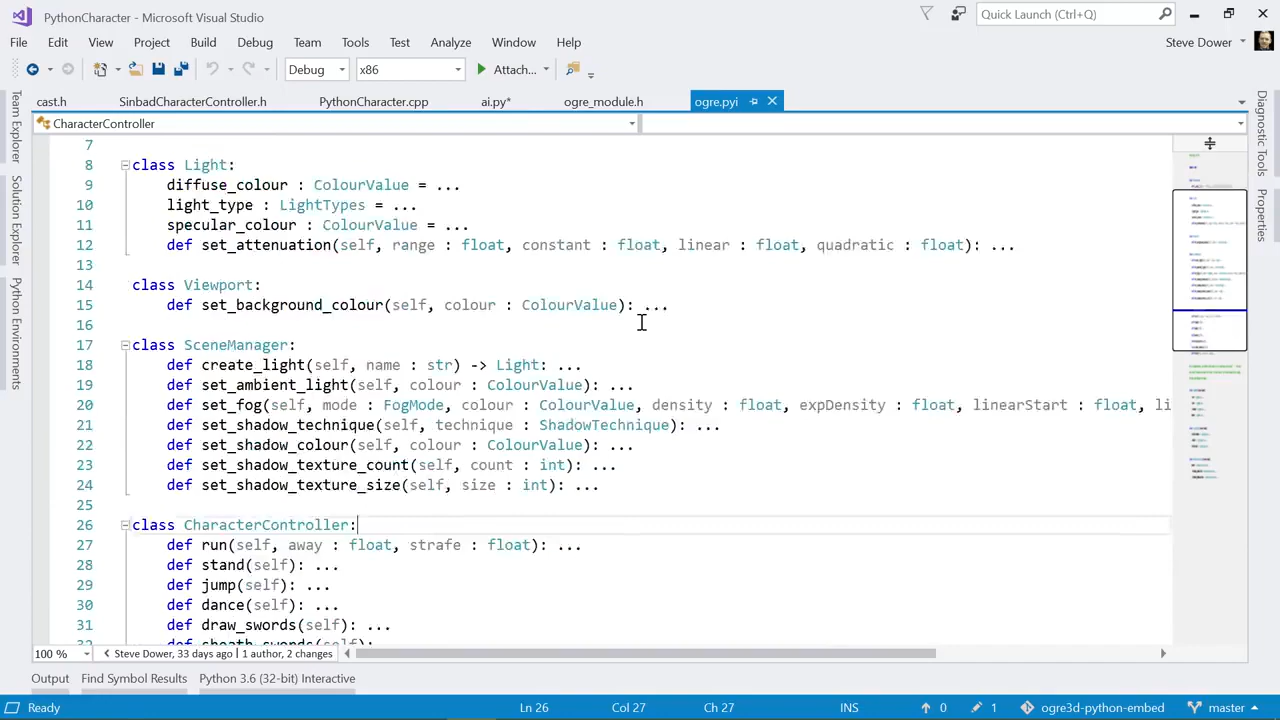 PythonCharacter - Microsoft Visual Studio
Quick Launch (Ctrl+Q)
File Edit View Project Build Debug Team Tools Test Analyze Window Help
Steve Dower
Debug x86 Attach...
cast.h SinbadCharacterController.h PythonCharacter.cpp ai.py* ogre_module.h ogre.pyi
CharacterController
7
8 class Light:
9 diffuse_colour : ColourValue = ...
10 light_type : LightTypes = ...
11 specular_colour : ColourValue = ...
12 def set_attenuation(self, range : float, constant : float, linear : float, quadratic : float): ...
13
14 class Viewport:
15 def set_background_colour(self, colour : ColourValue): ...
16
17 class SceneManager:
18 def create_light(self, name : str) -> Light: ...
19 def set_ambient_light(self, colour : ColourValue): ...
20 def set_fog(self, mode : FogMode, color : ColourValue, density : float, expDensity : float, linearStart : float, li
21 def set_shadow_technique(self, technique : ShadowTechnique): ...
22 def set_shadow_colour(self, colour : ColourValue): ...
23 def set_shadow_texture_count(self, count : int): ...
24 def set_shadow_texture_size(self, size : int): ...
25
26 class CharacterController:
27 def run(self, away : float, strafe : float): ...
28 def stand(self): ...
29 def jump(self): ...
30 def dance(self): ...
31 def draw_swords(self): ...
32 def sheath_swords(self): ...
100 % Steve Dower, 33 days ago | 1 author, 2 changes
Output Find Symbol Results Python 3.6 (32-bit) Interactive
Ready Ln 26 Col 27 Ch 27 INS 0 1 ogre3d-python-embed master
Team Explorer
Solution Explorer
Python Environments
Diagnostic Tools
Properties